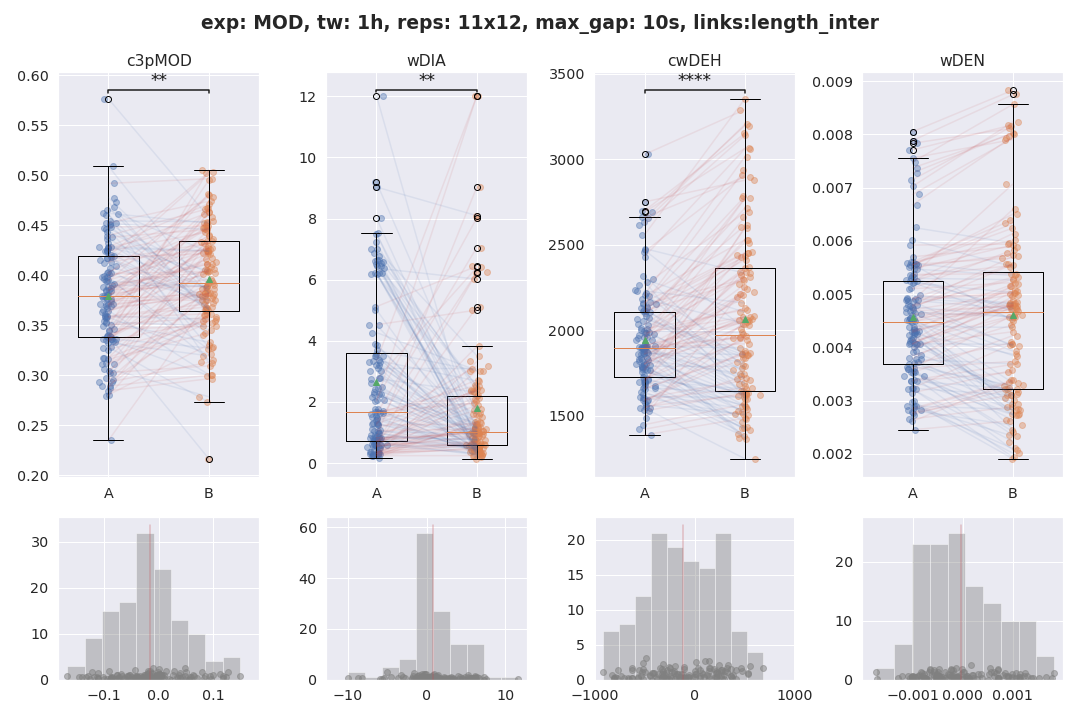 exp: MOD, tw: 1h, reps: 11x12, max_gap: 10s, links:length_inter
c3pMOD wDIA cwDEH wDEN
** ** ****
0.60 0.55 0.50 0.45 0.40 0.35 0.30 0.25 0.20
A B
12 10 8 6 4 2 0
A B
3500 3000 2500 2000 1500
A B
0.009 0.008 0.007 0.006 0.005 0.004 0.003 0.002
A B
30 20 10 0
−0.1 0.0 0.1
60 40 20 0
−10 0 10
20 15 10 5 0
−1000 0 1000
20 10 0
−0.001 0.000 0.001